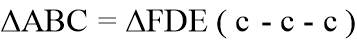 ΔABC = ΔFDE ( c - c - c )